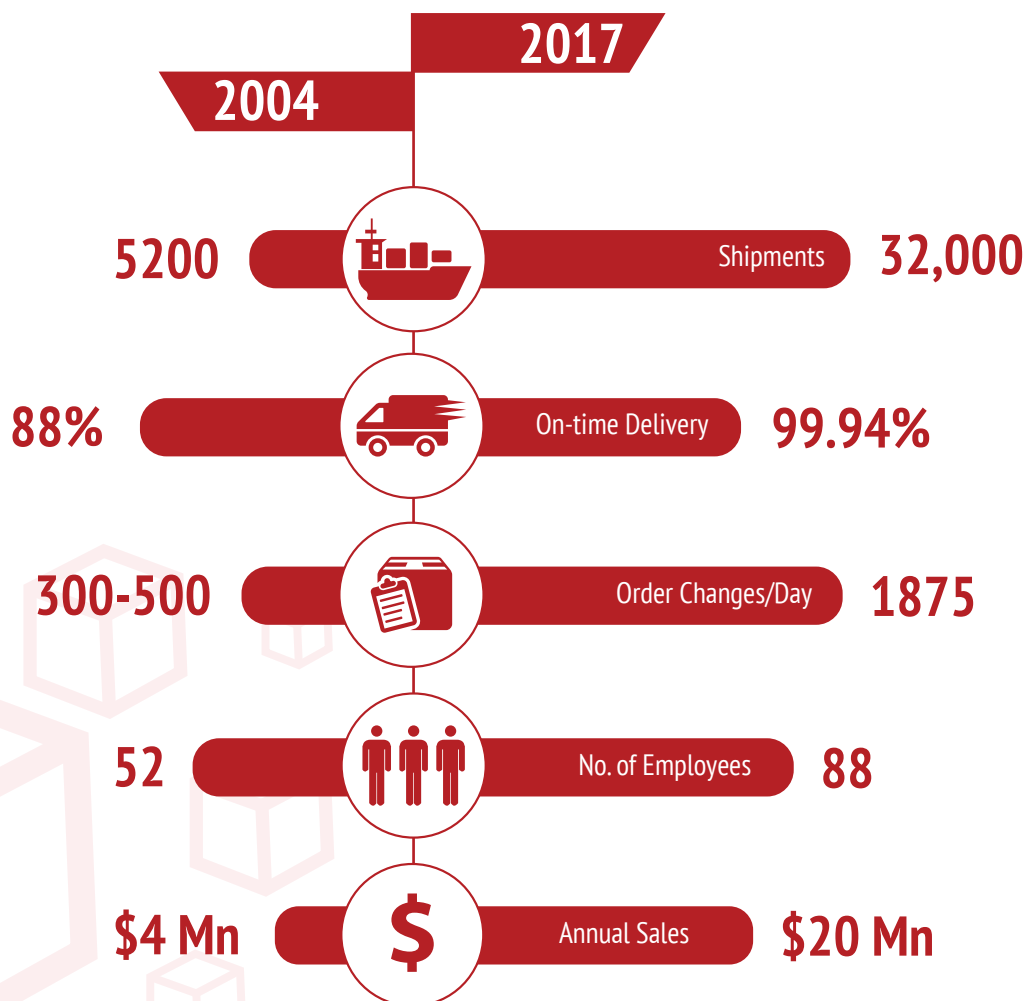 2017
2004
5200
Shipments
32,000
88%
On-time Delivery
99.94%
300-500
Order Changes/Day
1875
52
No. of Employees
88
$4 Mn
$
Annual Sales
$20 Mn